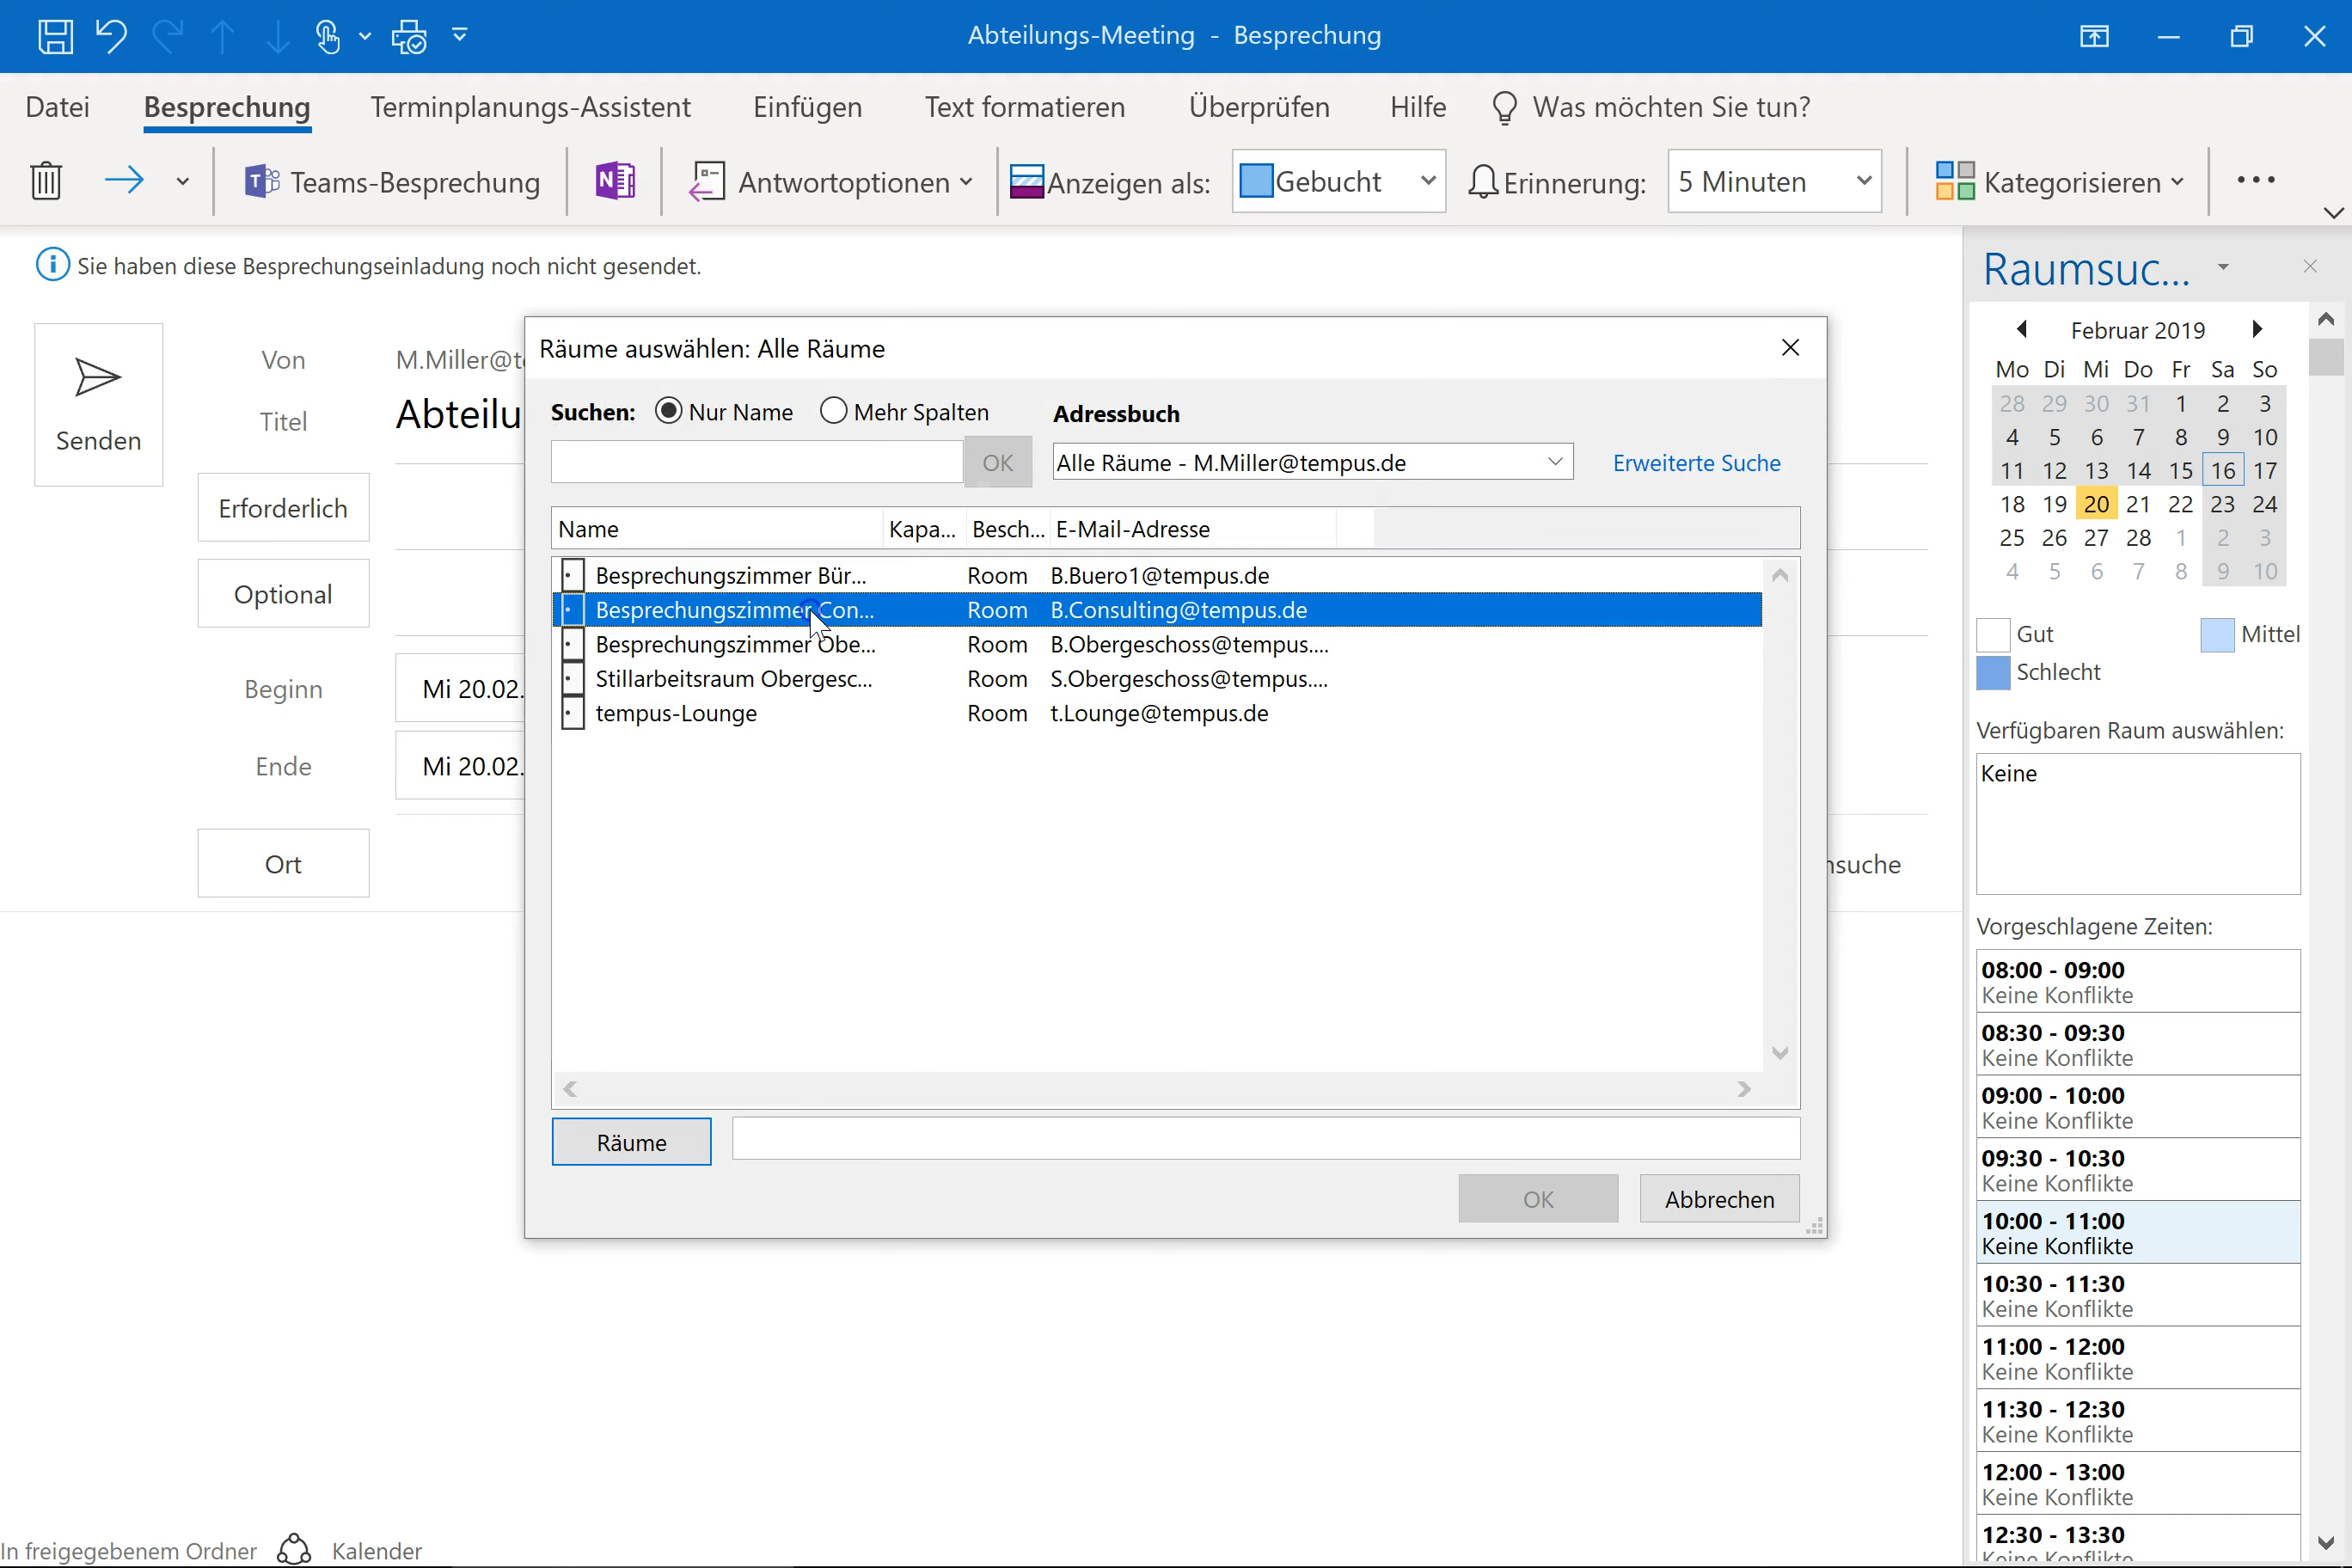 Abteilungs-Meeting - Besprechung
Datei Besprechung Terminplanungs-Assistent Einfügen Text formatieren Überprüfen Hilfe Was möchten Sie tun?
Teams-Besprechung Antwortoptionen Anzeigen als: Gebucht Erinnerung: 5 Minuten Kategorisieren
Sie haben diese Besprechungseinladung noch nicht gesendet.
Senden
Von M.Miller@t
Titel Abteilu
Erforderlich
Optional
Beginn Mi 20.02.
Ende Mi 20.02.
Ort
nsuche
Räume auswählen: Alle Räume
Suchen: Nur Name Mehr Spalten Adressbuch
OK Alle Räume - M.Miller@tempus.de Erweiterte Suche
Name Kapa... Besch... E-Mail-Adresse
Besprechungszimmer Bür... Room B.Buero1@tempus.de
Besprechungszimmer Con... Room B.Consulting@tempus.de
Besprechungszimmer Obe... Room B.Obergeschoss@tempus....
Stillarbeitsraum Obergesc... Room S.Obergeschoss@tempus....
tempus-Lounge Room t.Lounge@tempus.de
Räume
OK Abbrechen
Raumsuc...
Februar 2019
Mo Di Mi Do Fr Sa So
28 29 30 31 1 2 3
4 5 6 7 8 9 10
11 12 13 14 15 16 17
18 19 20 21 22 23 24
25 26 27 28 1 2 3
4 5 6 7 8 9 10
Gut Mittel
Schlecht
Verfügbaren Raum auswählen:
Keine
Vorgeschlagene Zeiten:
08:00 - 09:00
Keine Konflikte
08:30 - 09:30
Keine Konflikte
09:00 - 10:00
Keine Konflikte
09:30 - 10:30
Keine Konflikte
10:00 - 11:00
Keine Konflikte
10:30 - 11:30
Keine Konflikte
11:00 - 12:00
Keine Konflikte
11:30 - 12:30
Keine Konflikte
12:00 - 13:00
Keine Konflikte
12:30 - 13:30
Keine Konflikte
In freigegebenem Ordner Kalender